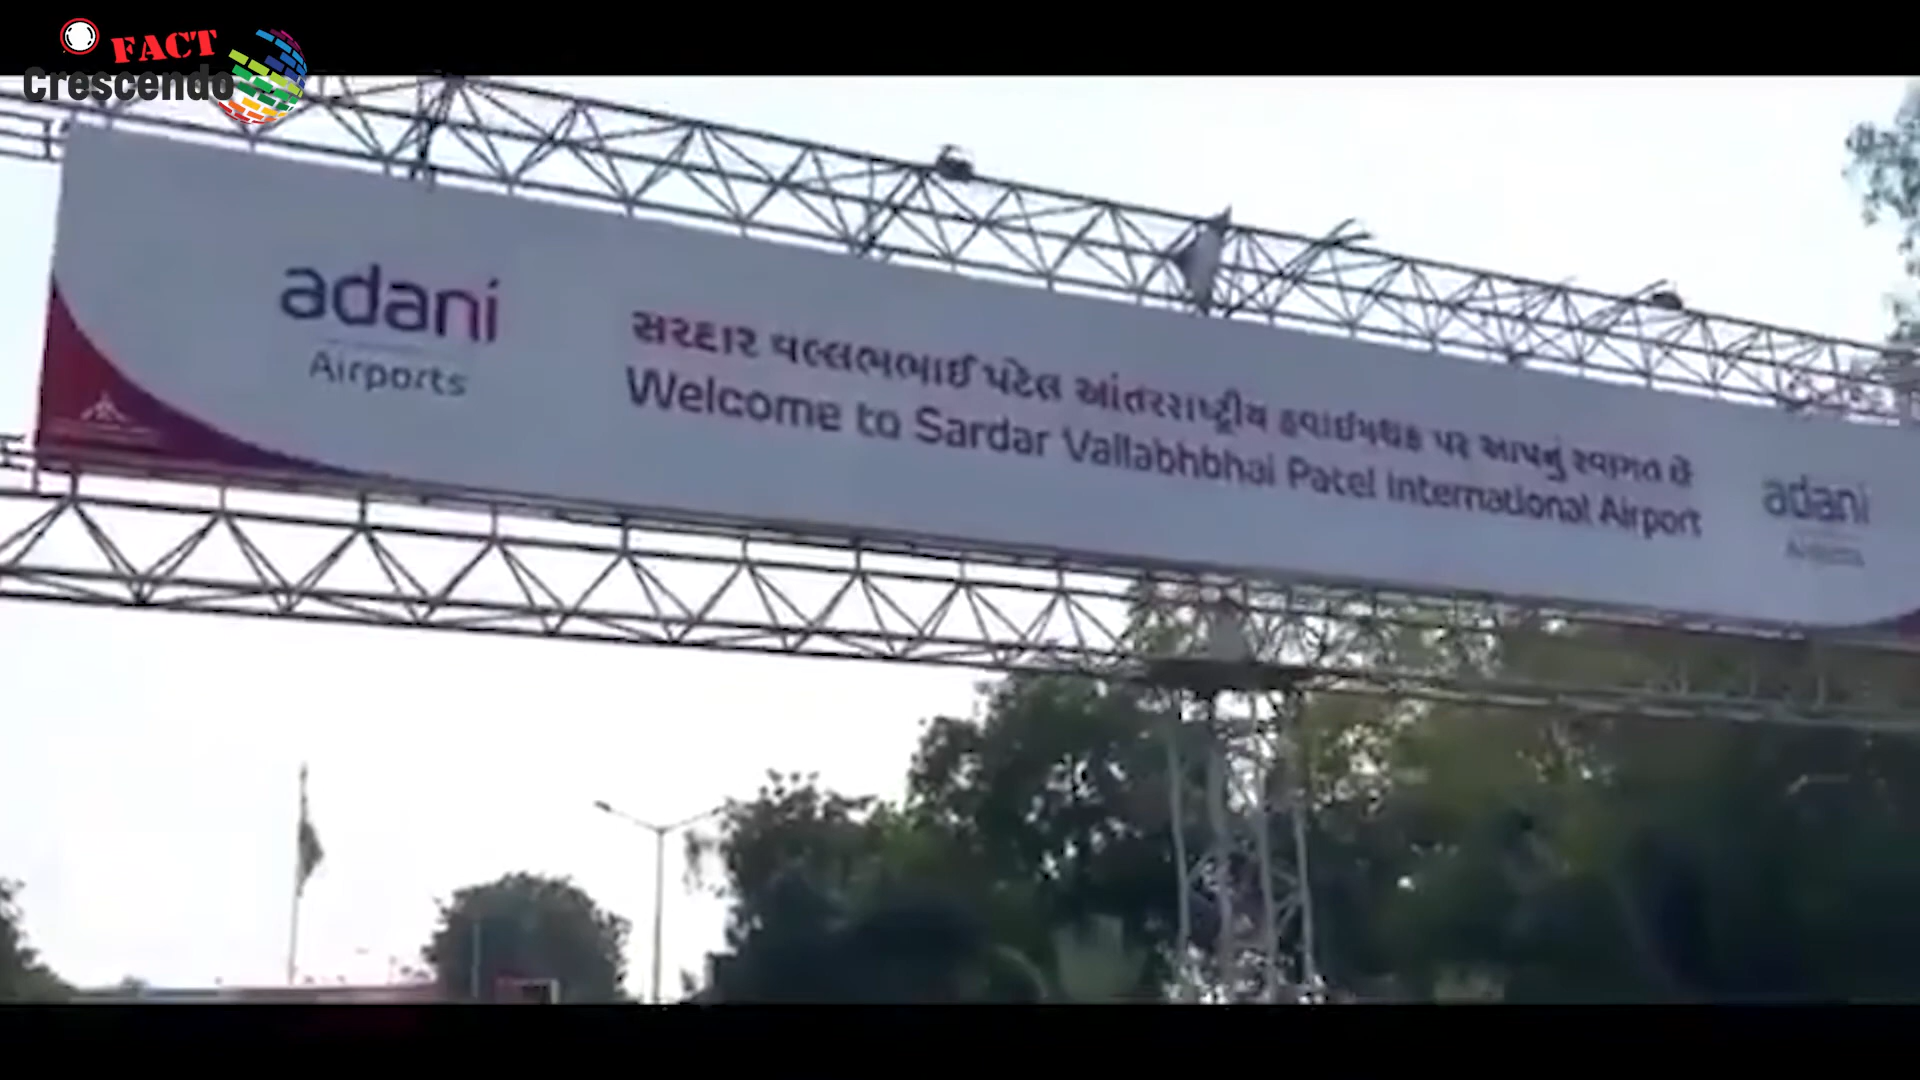 FACT
Crescendo
adani
Airports
સરદાર વલ્લભભાઈ પટેલ આંતરરાષ્ટ્રીય હવાઈમથક પર આપનું સ્વાગત છે
Welcome to Sardar Vallabhbhai Patel International Airport
adani
Airports